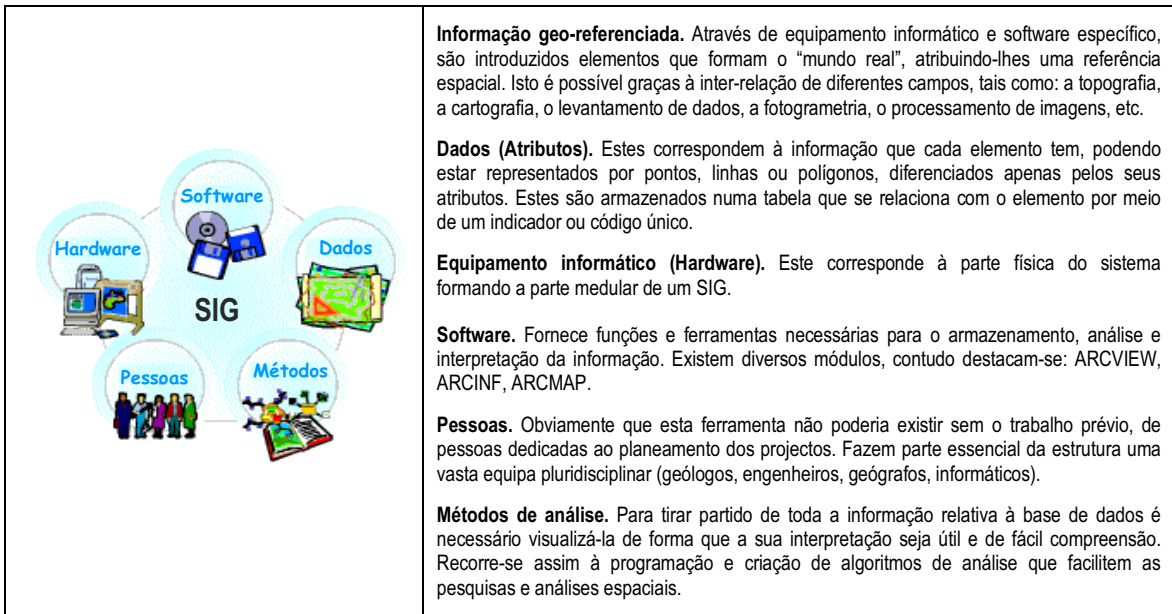 Software
Hardware
Dados
SIG
Pessoas
Métodos
Informação geo-referenciada. Através de equipamento informático e software específico,
são introduzidos elementos que formam o “mundo real”, atribuindo-lhes uma referência
espacial. Isto é possível graças à inter-relação de diferentes campos, tais como: a topografia,
a cartografia, o levantamento de dados, a fotogrametria, o processamento de imagens, etc.
Dados (Atributos). Estes correspondem à informação que cada elemento tem, podendo
estar representados por pontos, linhas ou polígonos, diferenciados apenas pelos seus
atributos. Estes são armazenados numa tabela que se relaciona com o elemento por meio
de um indicador ou código único.
Equipamento informático (Hardware). Este corresponde à parte física do sistema
formando a parte medular de um SIG.
Software. Fornece funções e ferramentas necessárias para o armazenamento, análise e
interpretação da informação. Existem diversos módulos, contudo destacam-se: ARCVIEW,
ARCINF, ARCMAP.
Pessoas. Obviamente que esta ferramenta não poderia existir sem o trabalho prévio, de
pessoas dedicadas ao planeamento dos projectos. Fazem parte essencial da estrutura uma
vasta equipa pluridisciplinar (geólogos, engenheiros, geógrafos, informáticos).
Métodos de análise. Para tirar partido de toda a informação relativa à base de dados é
necessário visualizá-la de forma que a sua interpretação seja útil e de fácil compreensão.
Recorre-se assim à programação e criação de algoritmos de análise que facilitem as
pesquisas e análises espaciais.